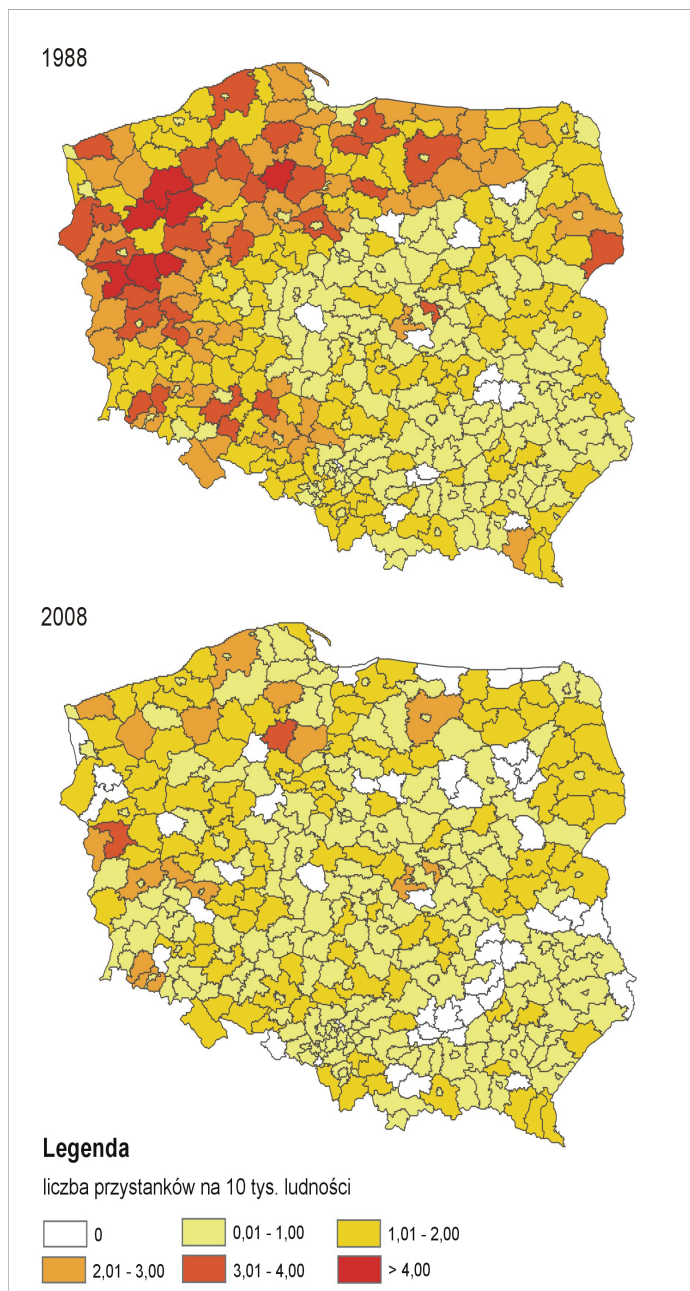 1988
2008
Legenda
liczba przystanków na 10 tys. ludności
0
0,01 - 1,00
1,01 - 2,00
2,01 - 3,00
3,01 - 4,00
> 4,00